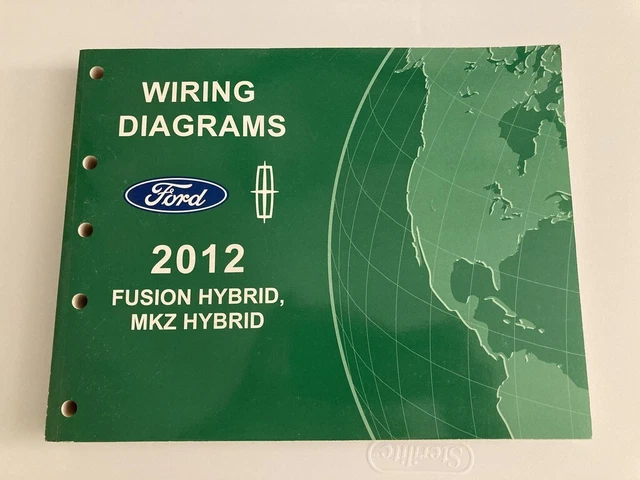 WIRING
DIAGRAMS
Ford
2012
FUSION HYBRID,
MKZ HYBRID
Sterilite